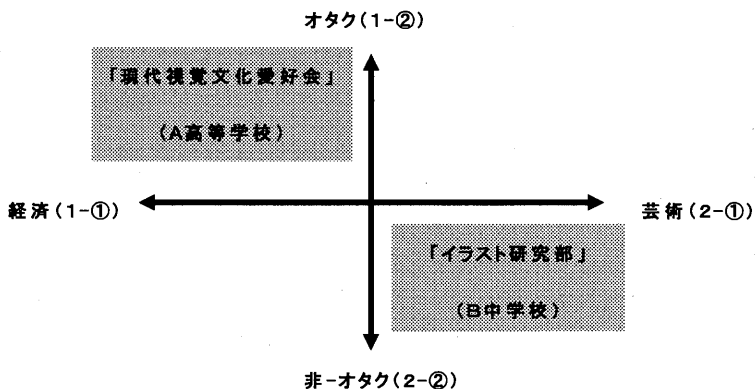 オタク(1-②)
「現代視覚文化愛好会」
(A高等学校)
経済(1-①)
芸術(2-①)
「イラスト研究部」
(B中学校)
非-オタク(2-②)